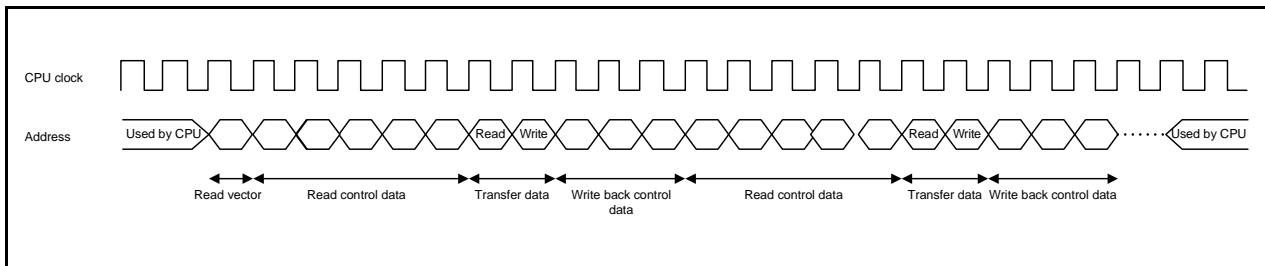 CPU clock
Address
Used by CPU
Read
Write
Read
Write
Used by CPU
Read vector
Read control data
Transfer data
Write back control
data
Read control data
Transfer data
Write back control data